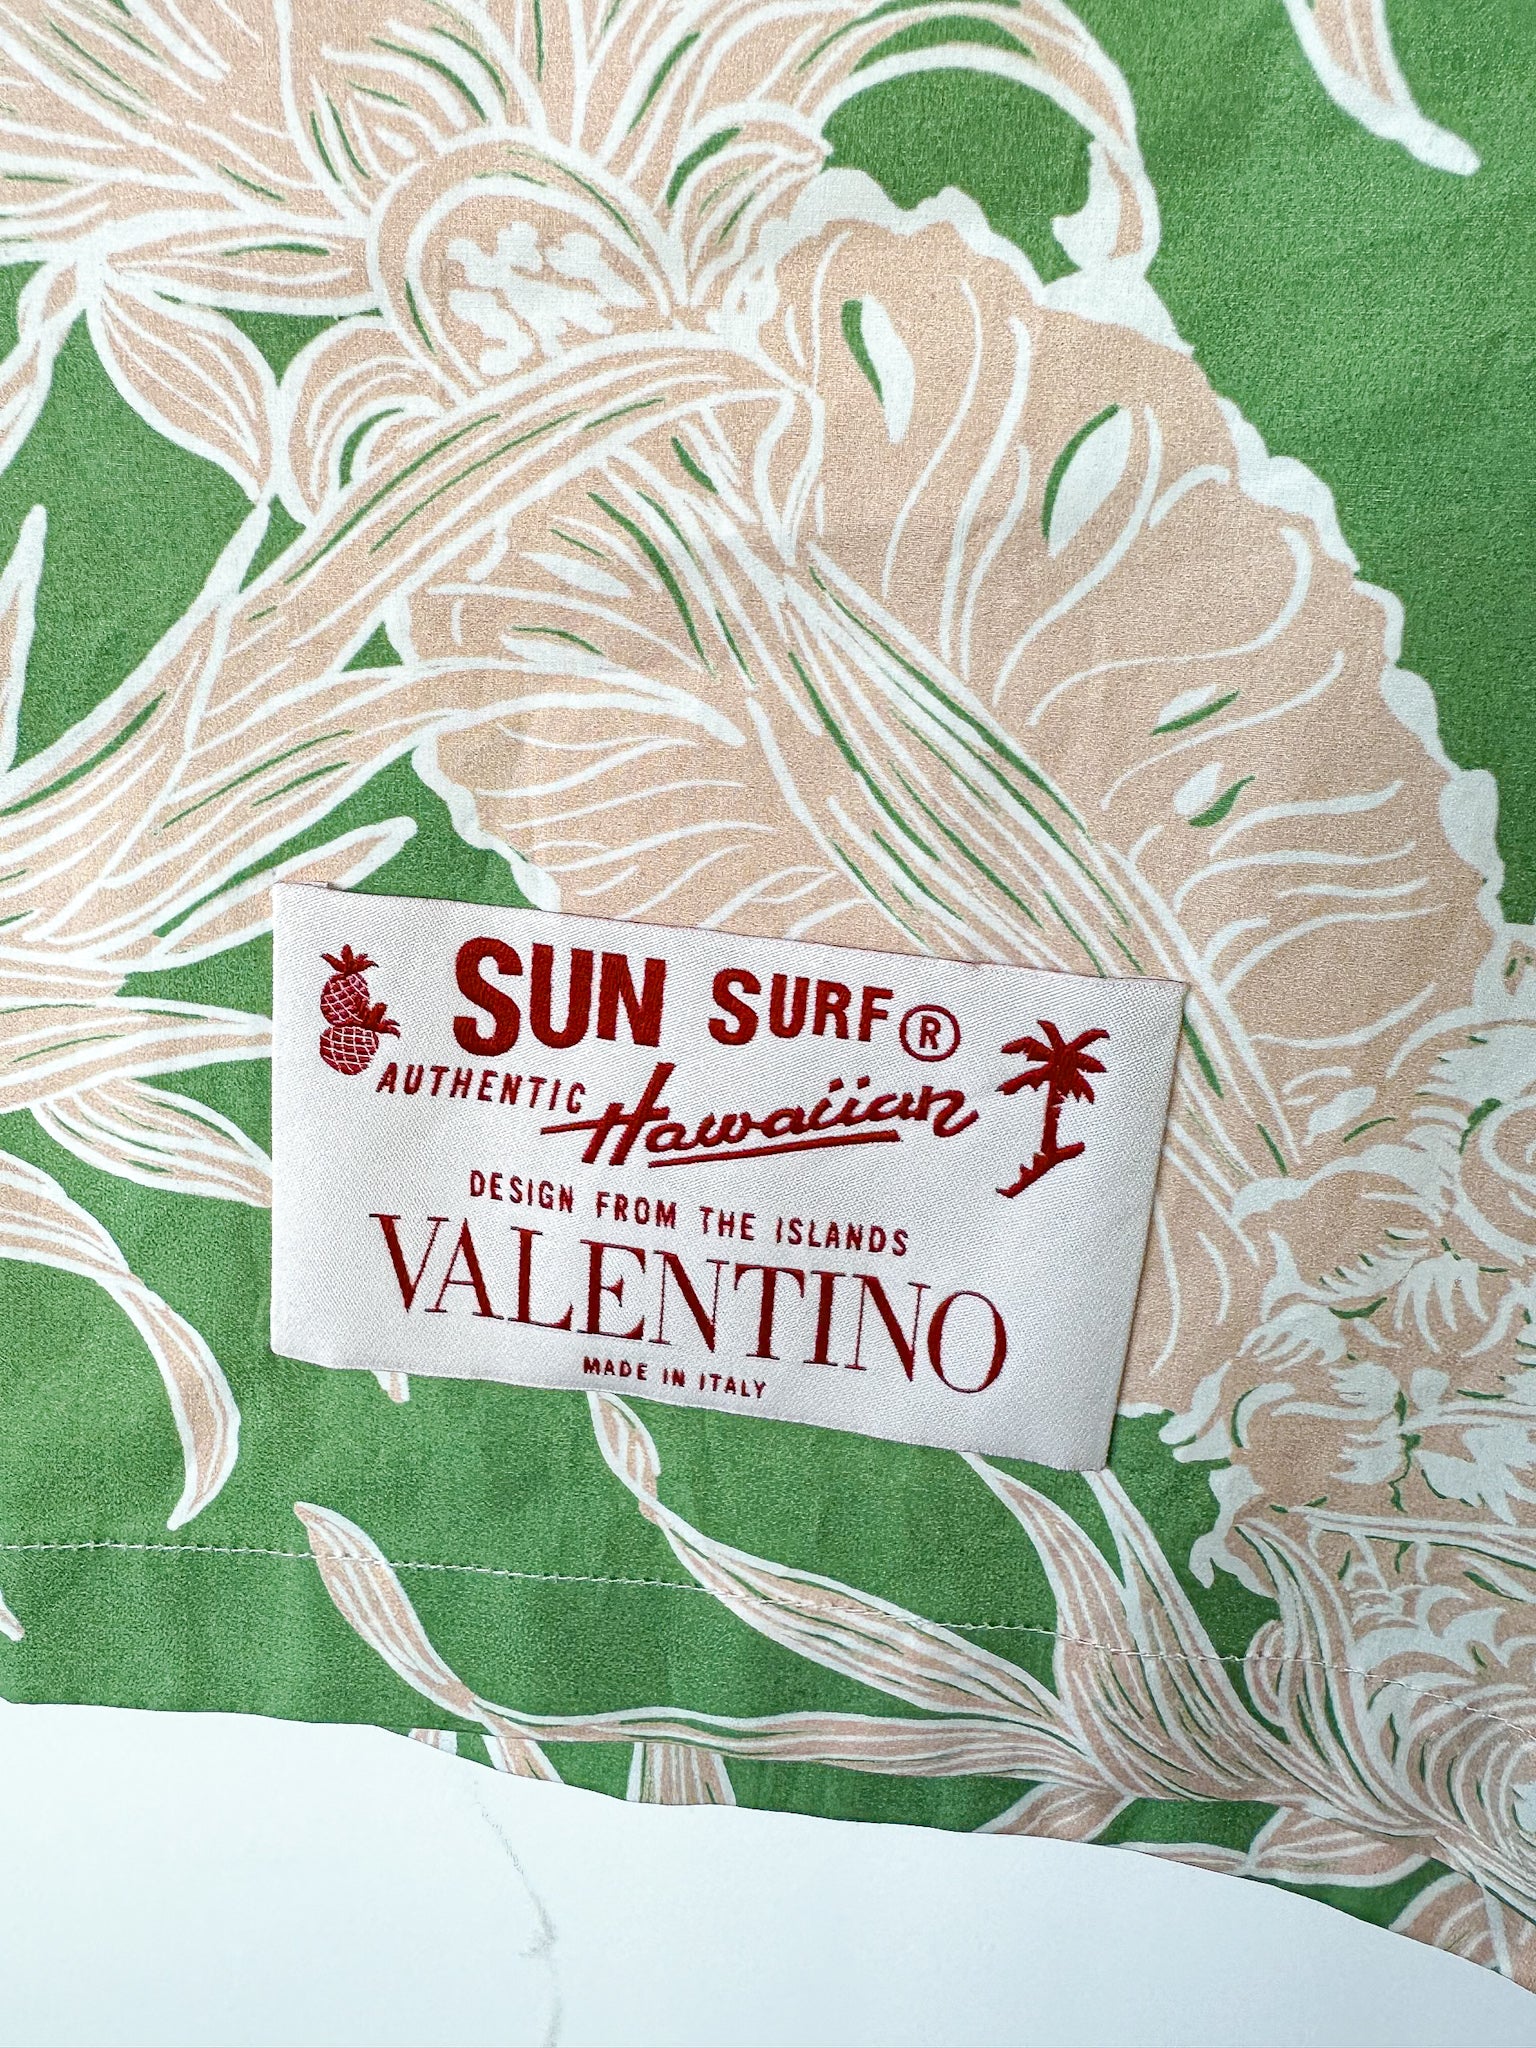 SUN SURF®
AUTHENTIC Hawaiian
DESIGN FROM THE ISLANDS
VALENTINO
MADE IN ITALY